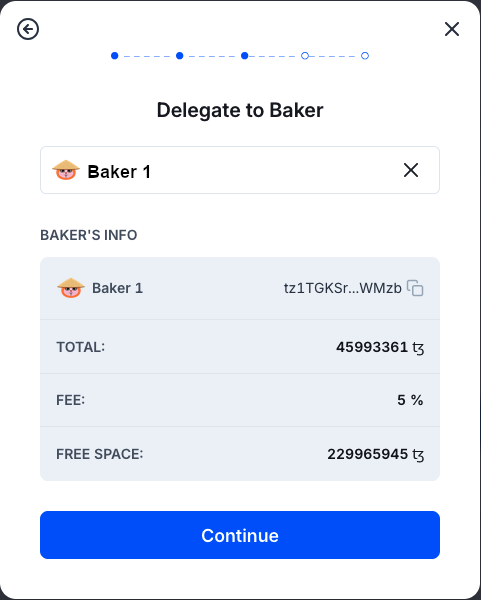 Delegate to Baker
Baker 1
BAKER'S INFO
Baker 1 tz1TGKSr...WMzb
TOTAL: 45993361 ꜩ
FEE: 5 %
FREE SPACE: 229965945 ꜩ
Continue